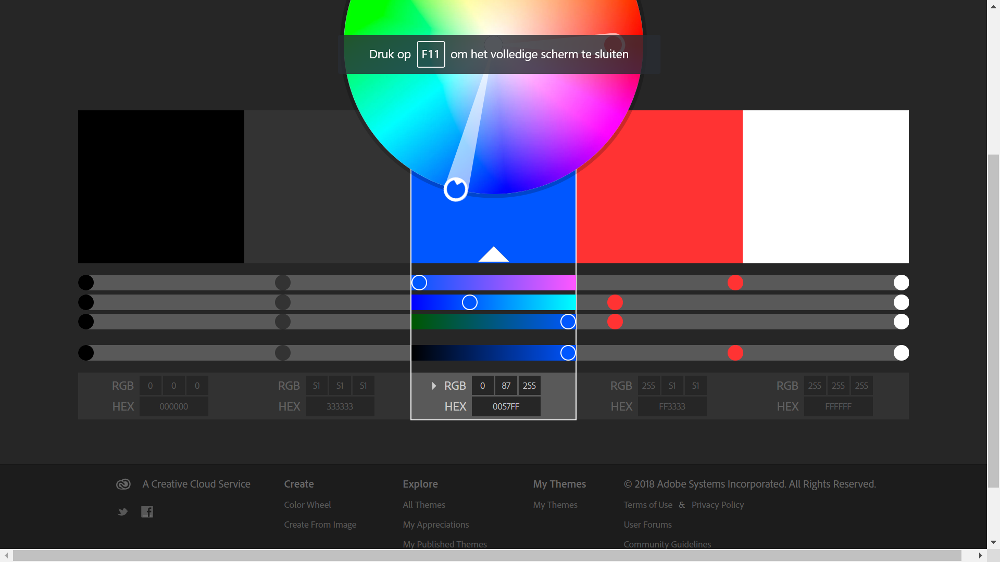 Druk op F11 om het volledige scherm te sluiten
RGB 0 0 0
HEX 000000
RGB 51 51 51
HEX 333333
RGB 0 87 255
HEX 0057FF
RGB 255 51 51
HEX FF3333
RGB 255 255 255
HEX FFFFFF
A Creative Cloud Service
Create
Color Wheel
Create From Image
Explore
All Themes
My Appreciations
My Published Themes
My Themes
My Themes
© 2018 Adobe Systems Incorporated. All Rights Reserved.
Terms of Use & Privacy Policy
User Forums
Community Guidelines